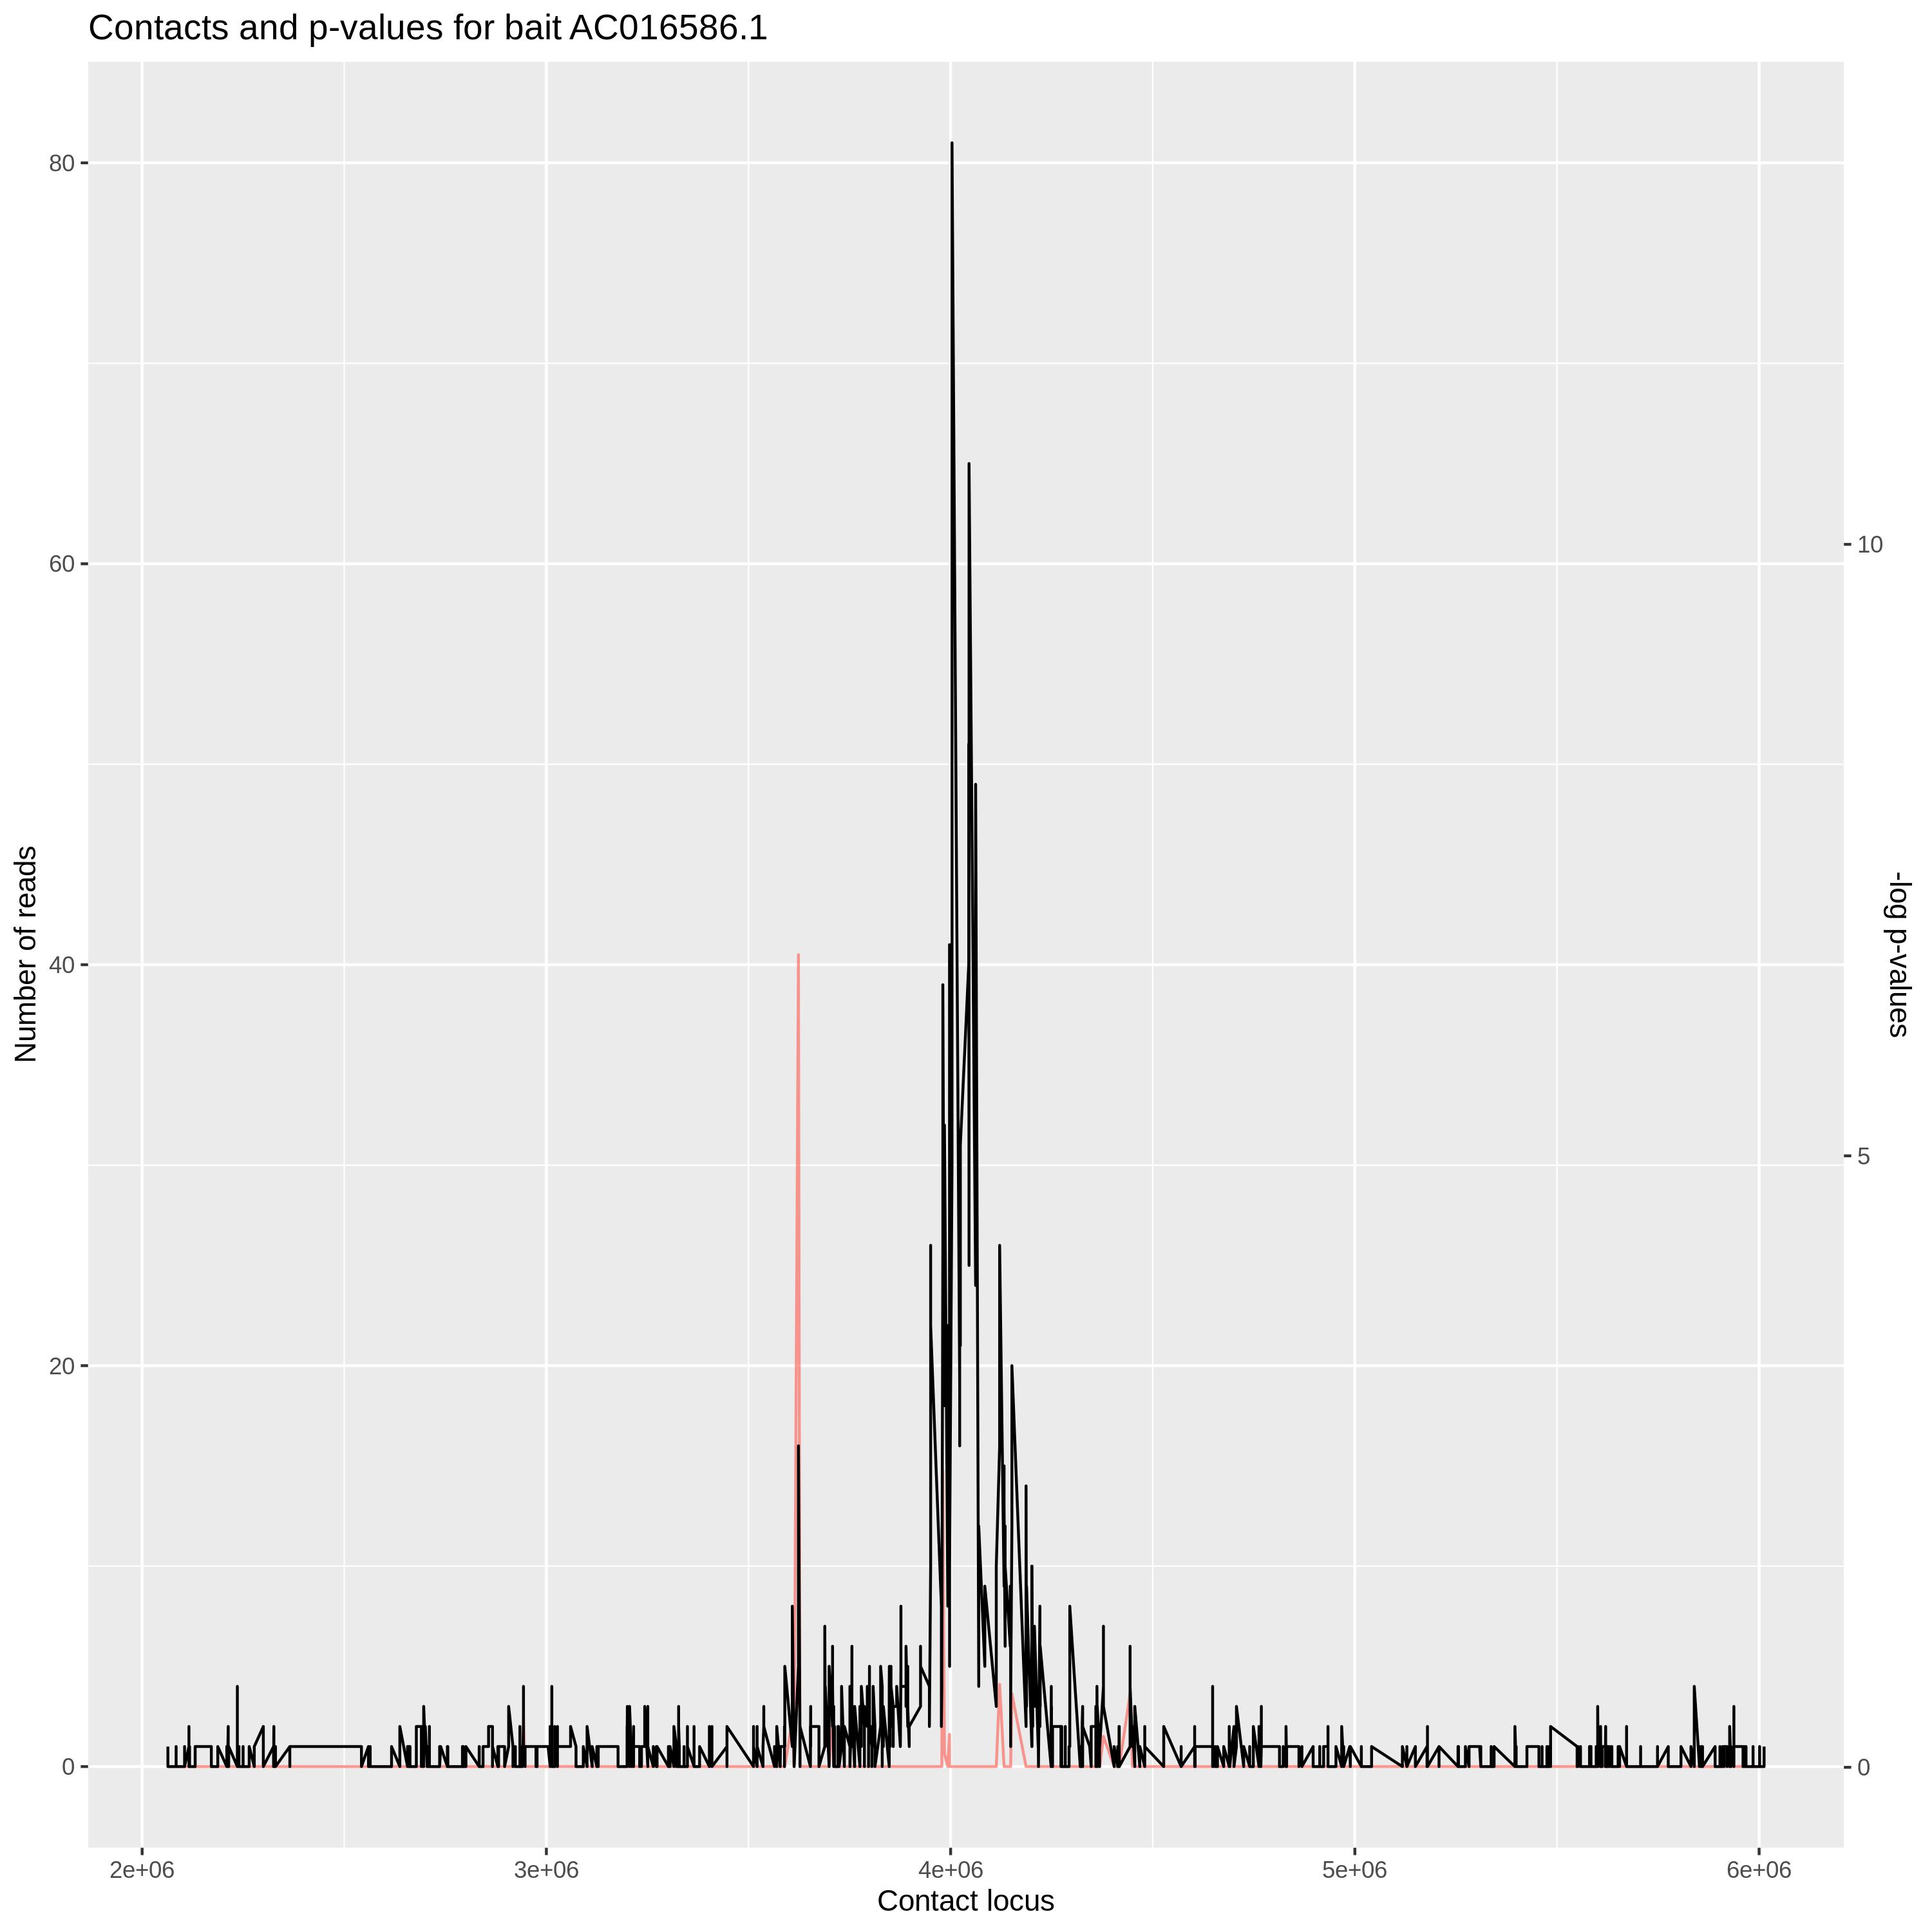 Contacts and p-values for bait AC016586.1
80
60
40
20
0
Number of reads
10
5
0
-log p-values
2e+06
3e+06
4e+06
5e+06
6e+06
Contact locus